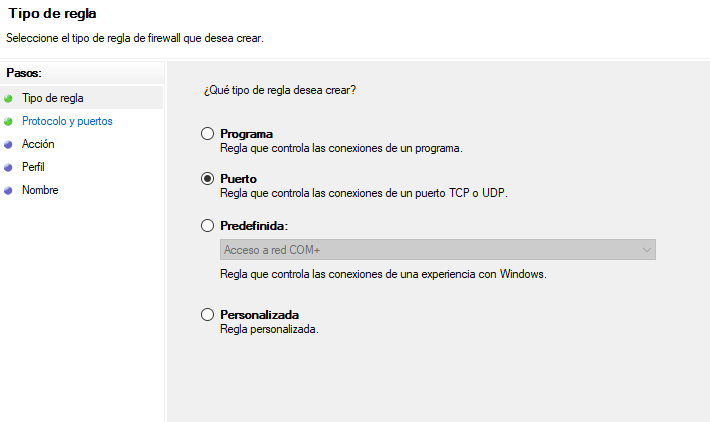 Tipo de regla
Seleccione el tipo de regla de firewall que desea crear.
Pasos:
Tipo de regla
Protocolo y puertos
Acción
Perfil
Nombre
¿Qué tipo de regla desea crear?
Programa
Regla que controla las conexiones de un programa.
Puerto
Regla que controla las conexiones de un puerto TCP o UDP.
Predefinida:
Acceso a red COM+
Regla que controla las conexiones de una experiencia con Windows.
Personalizada
Regla personalizada.